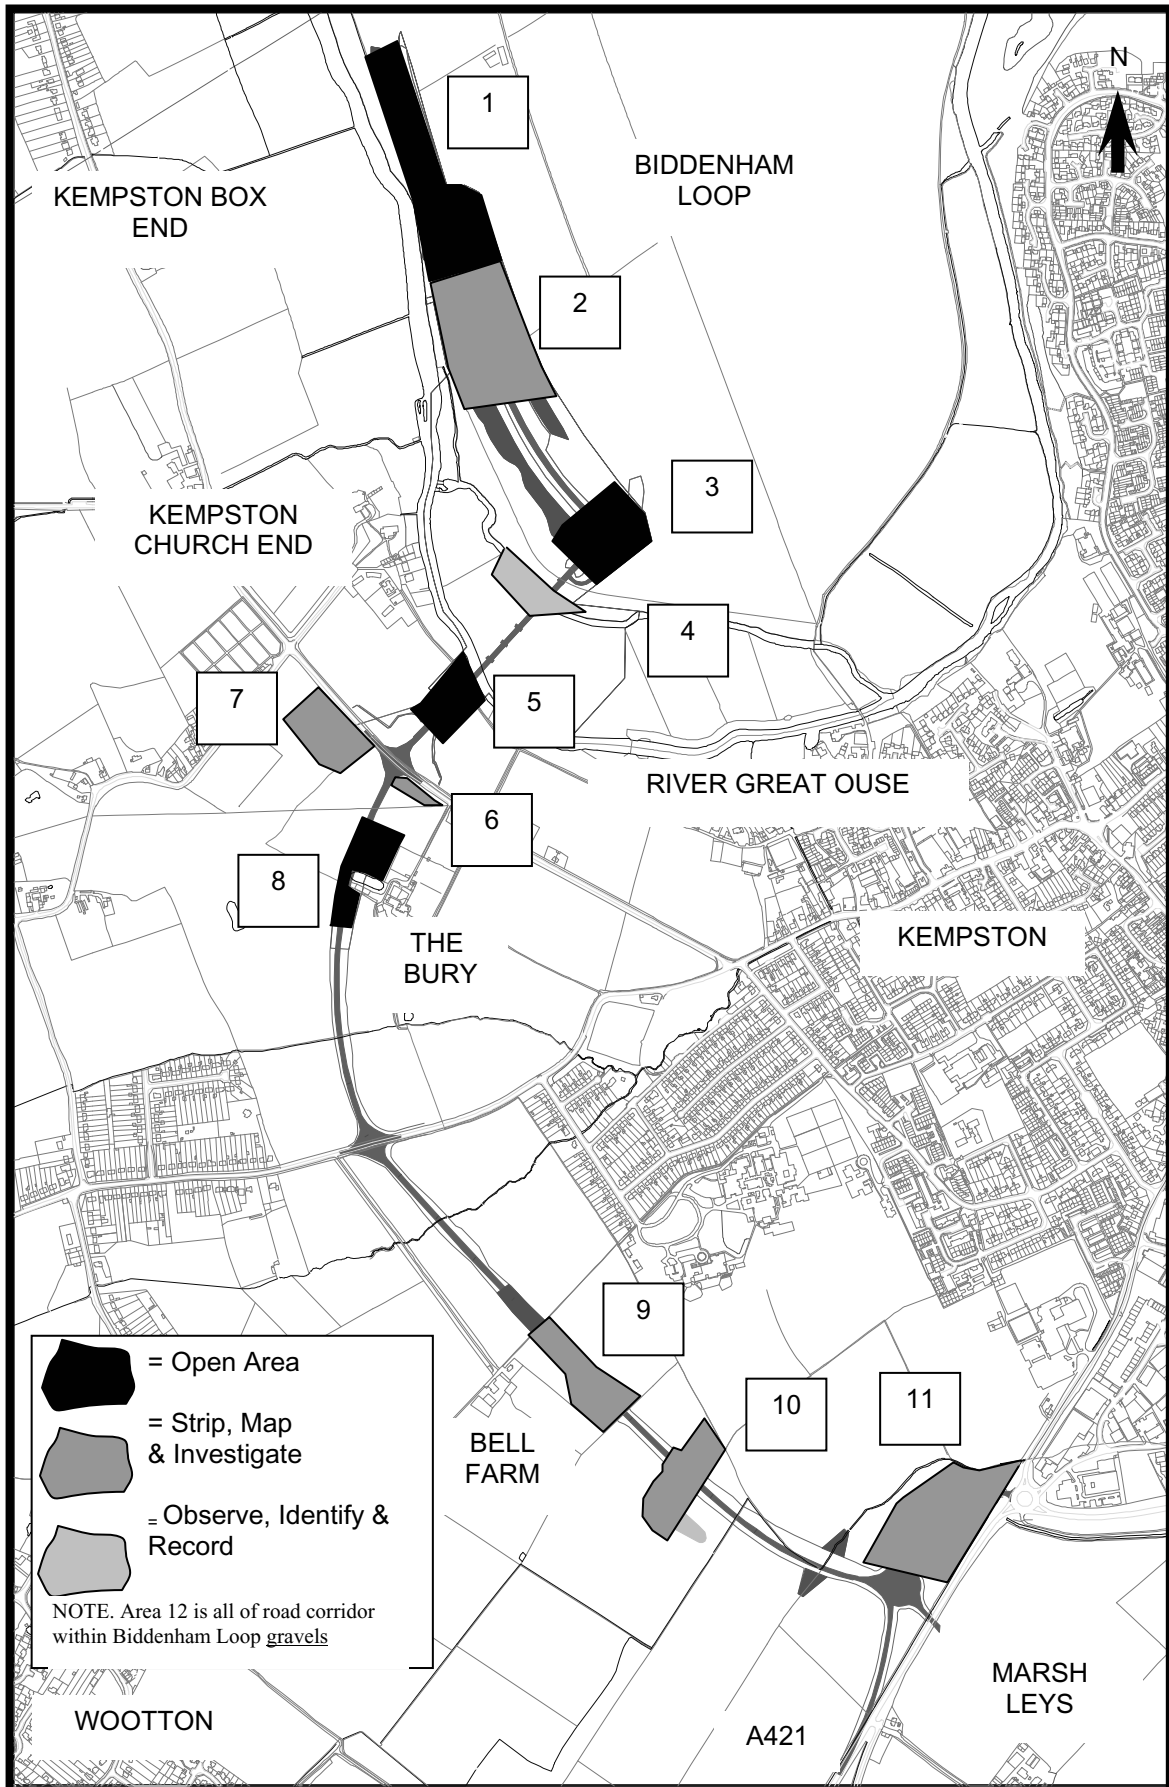 N
1
BIDDENHAM
LOOP
KEMPSTON BOX
END
2
3
KEMPSTON
CHURCH END
4
7
5
RIVER GREAT OUSE
6
8
THE
BURY
KEMPSTON
9
10
11
= Open Area
= Strip, Map
& Investigate
= Observe, Identify &
Record
NOTE. Area 12 is all of road corridor
within Biddenham Loop gravels
BELL
FARM
MARSH
LEYS
WOOTTON
A421